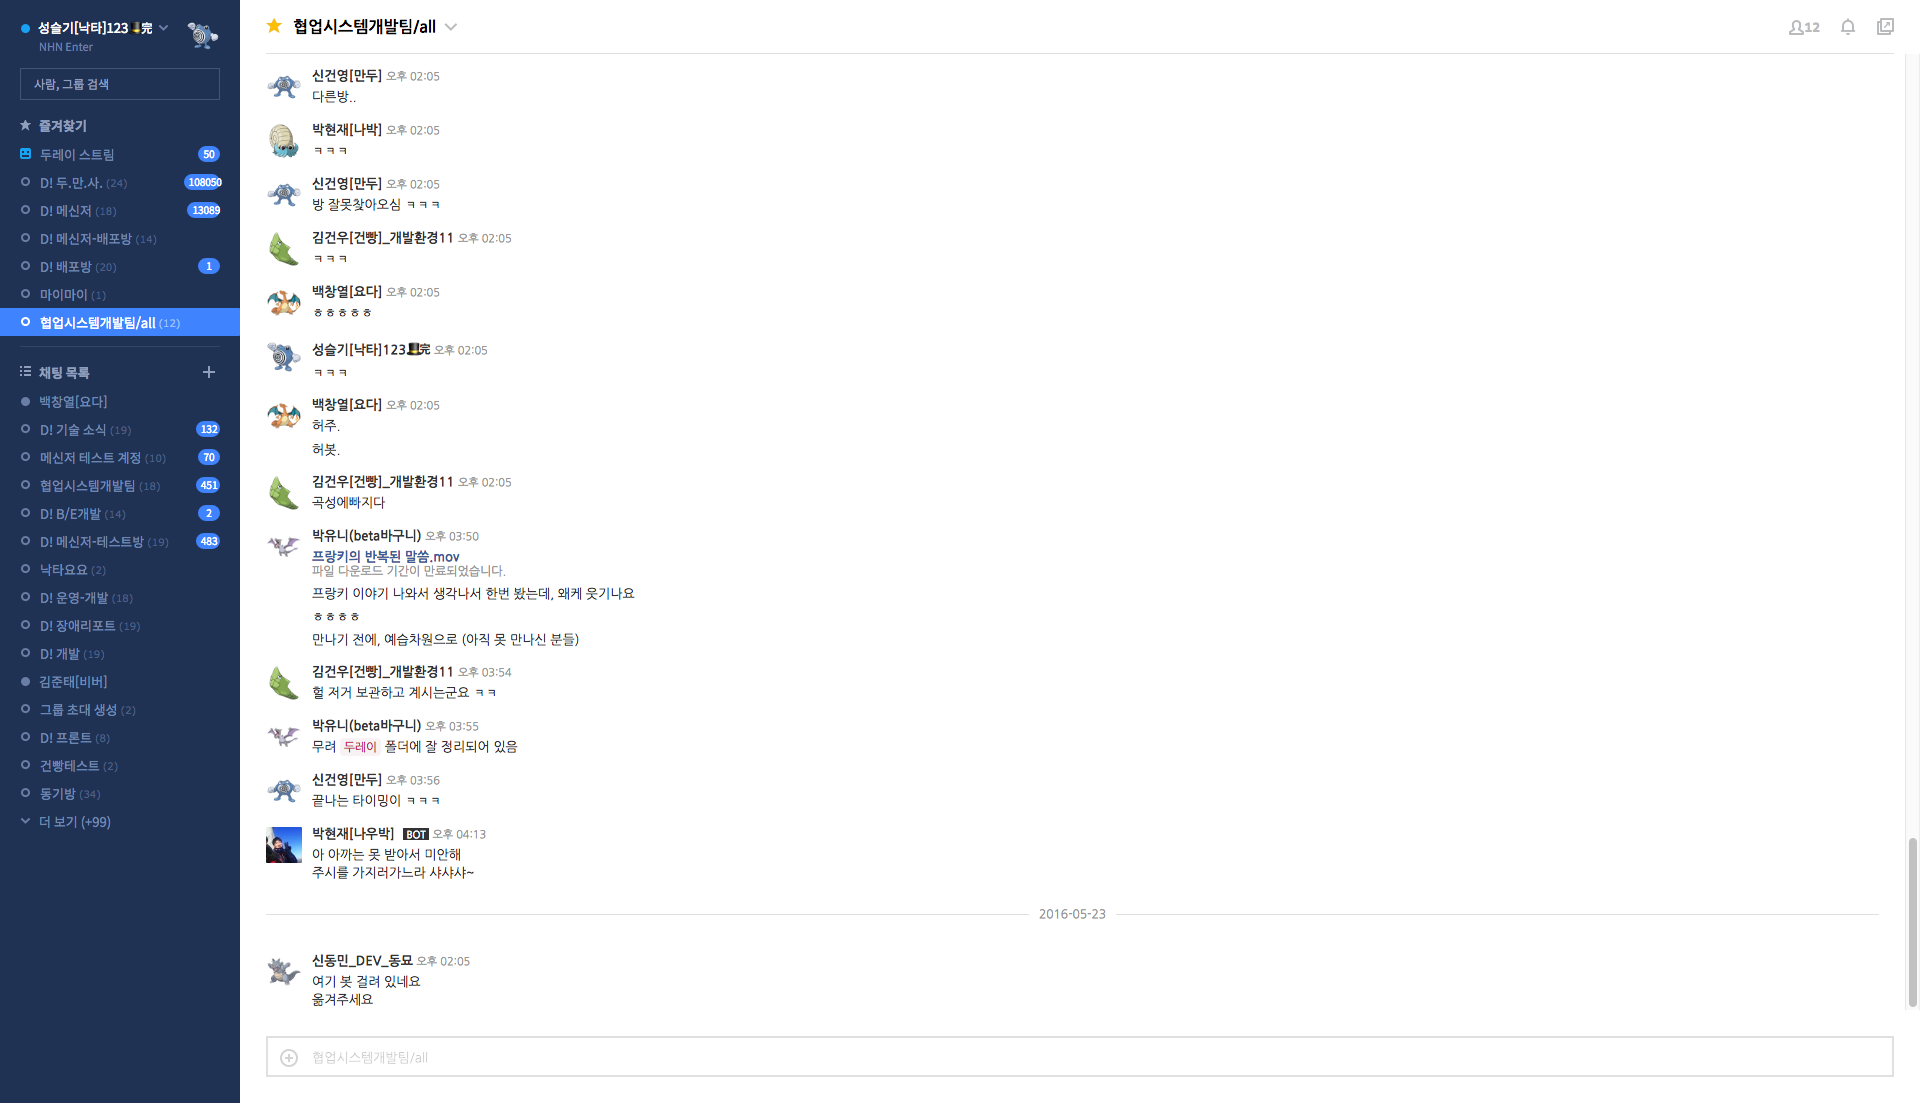 성슬기[낙타]123🎩完
NHN Enter
사람, 그룹 검색
즐겨찾기
두레이 스트림 50
D! 두.만.사. (24) 108050
D! 메신저 (18) 13089
D! 메신저-배포방 (14)
D! 배포방 (20) 1
마이마이 (1)
협업시스템개발팀/all (12)
채팅 목록
백창열[요다]
D! 기술 소식 (19) 132
메신저 테스트 계정 (10) 70
협업시스템개발팀 (18) 451
D! B/E개발 (14) 2
D! 메신저-테스트방 (19) 483
낙타요요 (2)
D! 운영-개발 (18)
D! 장애리포트 (19)
D! 개발 (19)
김준태[비버]
그룹 초대 생성 (2)
D! 프론트 (8)
건빵테스트 (2)
동기방 (34)
더 보기 (+99)
협업시스템개발팀/all
12
신건영[만두] 오후 02:05
다른방..
박현재[나박] 오후 02:05
ㅋㅋㅋ
신건영[만두] 오후 02:05
방 잘못찾아오심 ㅋㅋㅋ
김건우[건빵]_개발환경11 오후 02:05
ㅋㅋㅋ
백창열[요다] 오후 02:05
ㅎㅎㅎㅎㅎ
성슬기[낙타]123🎩完 오후 02:05
ㅋㅋㅋ
백창열[요다] 오후 02:05
허주.
허봇.
김건우[건빵]_개발환경11 오후 02:05
곡성에빠지다
박유니(beta바구니) 오후 03:50
프랑키의 반복된 말씀.mov
파일 다운로드 기간이 만료되었습니다.
프랑키 이야기 나와서 생각나서 한번 봤는데, 왜케 웃기나요
ㅎㅎㅎㅎ
만나기 전에, 예습차원으로 (아직 못 만나신 분들)
김건우[건빵]_개발환경11 오후 03:54
헐 저거 보관하고 계시는군요 ㅋㅋ
박유니(beta바구니) 오후 03:55
무려 두레이 폴더에 잘 정리되어 있음
신건영[만두] 오후 03:56
끝나는 타이밍이 ㅋㅋㅋ
박현재[나우박] BOT 오후 04:13
아 아까는 못 받아서 미안해
주시를 가지러가느라 샤샤샤~
2016-05-23
신동민_DEV_동묘 오후 02:05
여기 봇 걸려 있네요
옮겨주세요
협업시스템개발팀/all